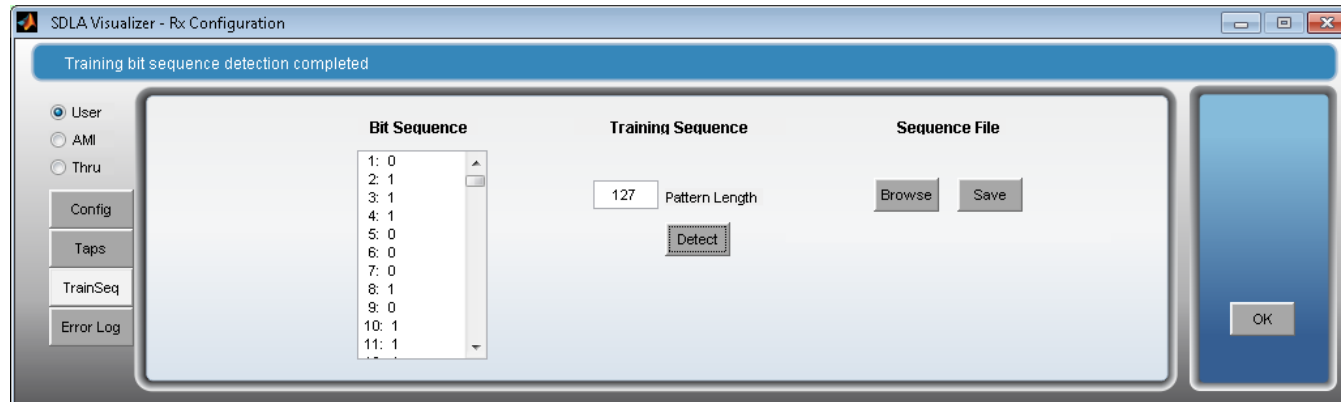 SDLA Visualizer - Rx Configuration
Training bit sequence detection completed
User
AMI
Thru
Config
Taps
TrainSeq
Error Log
Bit Sequence
1: 0
2: 1
3: 1
4: 1
5: 0
6: 0
7: 0
8: 1
9: 0
10: 1
11: 1
Training Sequence
127 Pattern Length
Detect
Sequence File
Browse Save
OK